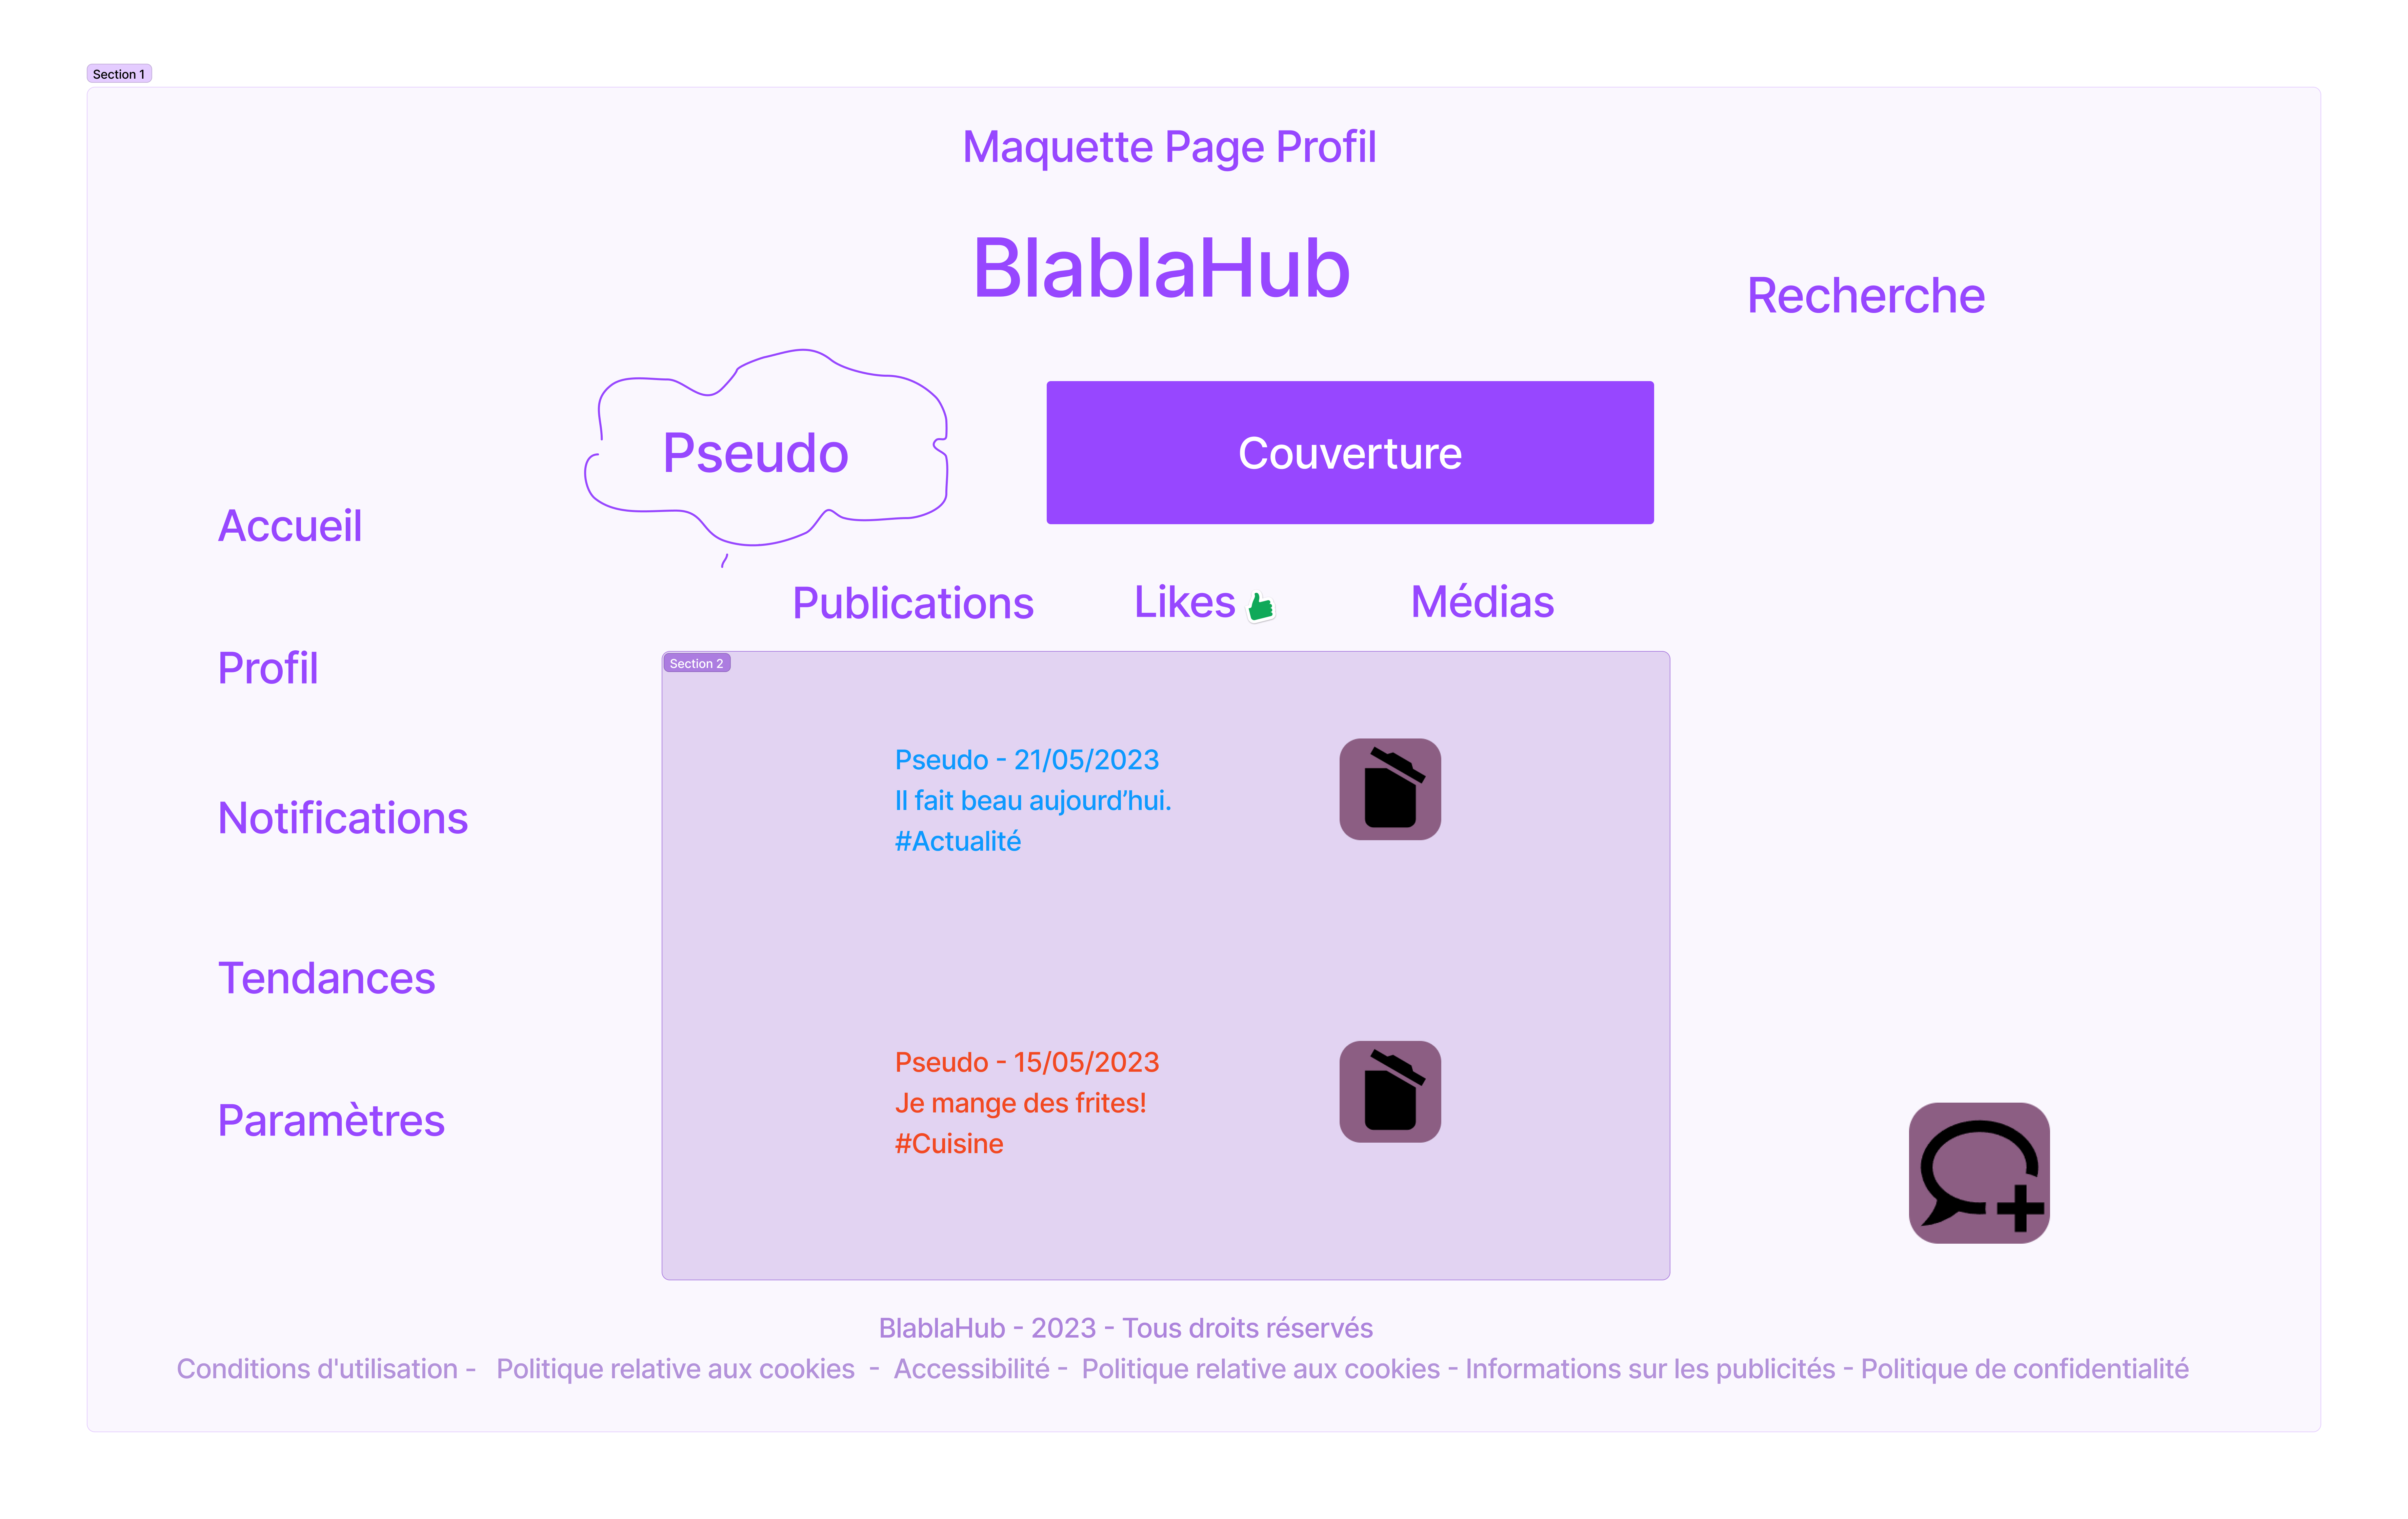 Section 1
Maquette Page Profil
BlablaHub
Recherche
Pseudo
Couverture
Accueil
Profil
Notifications
Tendances
Paramètres
Publications
Likes
Médias
Section 2
Pseudo - 21/05/2023
Il fait beau aujourd’hui.
#Actualité
Pseudo - 15/05/2023
Je mange des frites!
#Cuisine
BlablaHub - 2023 - Tous droits réservés
Conditions d'utilisation - Politique relative aux cookies - Accessibilité - Politique relative aux cookies - Informations sur les publicités - Politique de confidentialité